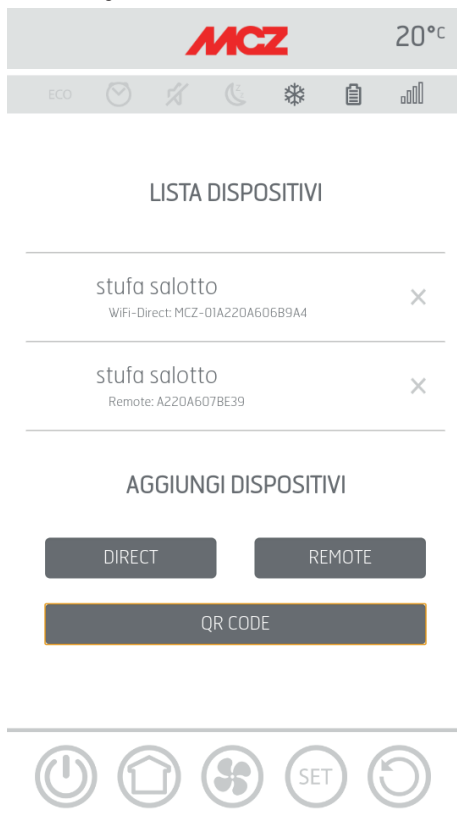 MCZ
20°C
ECO
LISTA DISPOSITIVI
stufa salotto
WiFi-Direct: MCZ-01A220A606B9A4
stufa salotto
Remote: A220A607BE39
AGGIUNGI DISPOSITIVI
DIRECT
REMOTE
QR CODE
SET